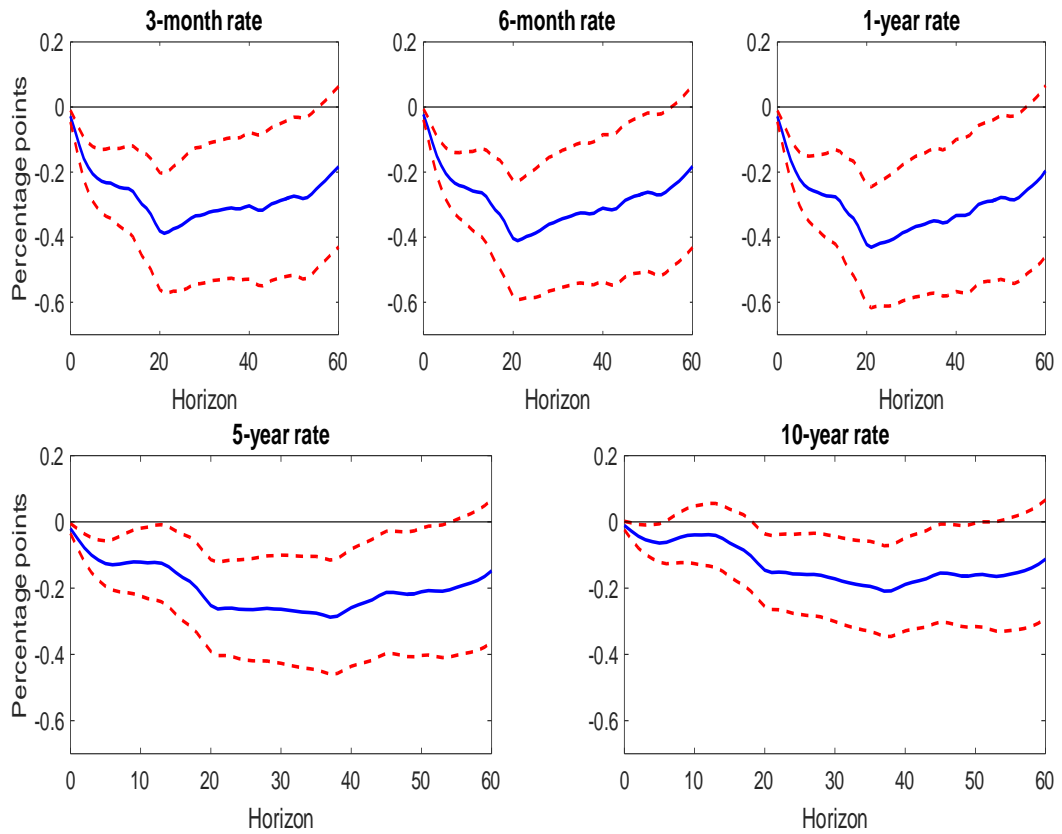 3-month rate
6-month rate
1-year rate
Percentage points
0.2
0
-0.2
-0.4
-0.6
0 20 40 60
Horizon
0.2
0
-0.2
-0.4
-0.6
0 20 40 60
Horizon
0.2
0
-0.2
-0.4
-0.6
0 20 40 60
Horizon
5-year rate
10-year rate
Percentage points
0.2
0
-0.2
-0.4
-0.6
0 10 20 30 40 50 60
Horizon
0.2
0
-0.2
-0.4
-0.6
0 10 20 30 40 50 60
Horizon